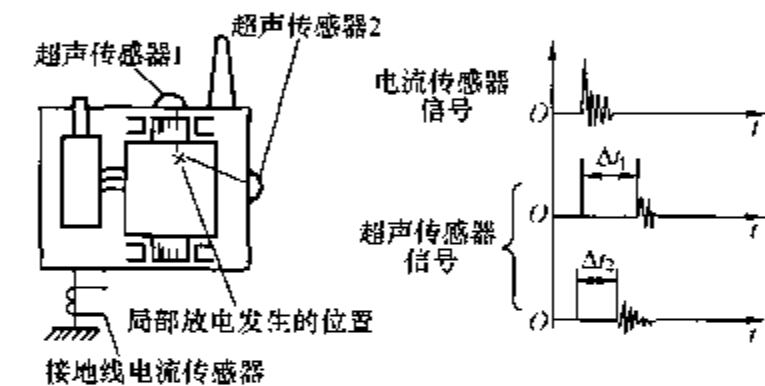 超声传感器1
超声传感器2
局部放电发生的位置
接地线电流传感器
电流传感器
信号
O
t
Δt₁
O
t
超声传感器
信号
Δt₂
O
t